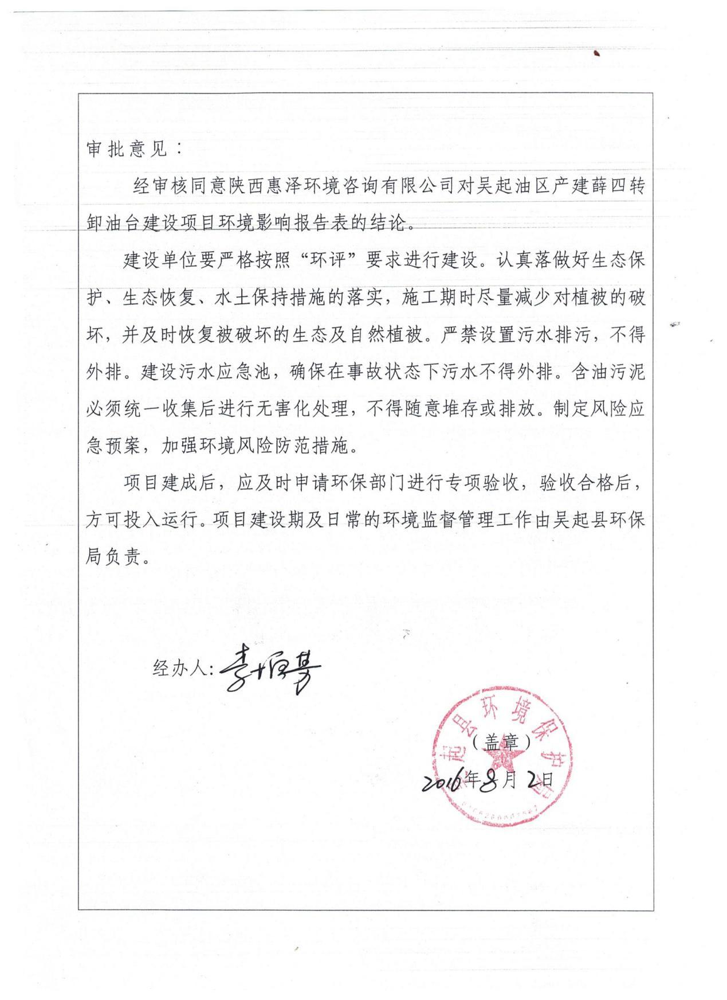 审批意见：
经审核同意陕西惠泽环境咨询有限公司对吴起油区产建薛四转
卸油台建设项目环境影响报告表的结论。
建设单位要严格按照“环评”要求进行建设。认真落做好生态保
护、生态恢复、水土保持措施的落实，施工期时尽量减少对植被的破
坏，并及时恢复被破坏的生态及自然植被。严禁设置污水排污，不得
外排。建设污水应急池，确保在事故状态下污水不得外排。含油污泥
必须统一收集后进行无害化处理，不得随意堆存或排放。制定风险应
急预案，加强环境风险防范措施。
项目建成后，应及时申请环保部门进行专项验收，验收合格后，
方可投入运行。项目建设期及日常的环境监督管理工作由吴起县环保
局负责。
经办人：李
吴起县环境保护局
（盖章）
2016年8月2日